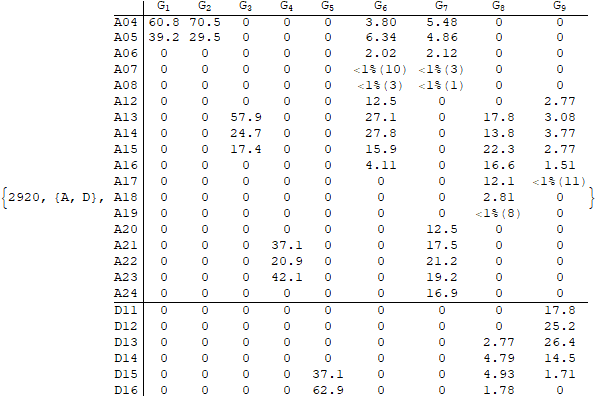 G₁ G₂ G₃ G₄ G₅ G₆ G₇ G₈ G₉
A04 60.8 70.5 0 0 0 3.80 5.48 0 0
A05 39.2 29.5 0 0 0 6.34 4.86 0 0
A06 0 0 0 0 0 2.02 2.12 0 0
A07 0 0 0 0 0 <1%(10) <1%(3) 0 0
A08 0 0 0 0 0 <1%(3) <1%(1) 0 0
A12 0 0 0 0 0 12.5 0 0 2.77
A13 0 0 57.9 0 0 27.1 0 17.8 3.08
A14 0 0 24.7 0 0 27.8 0 13.8 3.77
A15 0 0 17.4 0 0 15.9 0 22.3 2.77
A16 0 0 0 0 0 4.11 0 16.6 1.51
A17 0 0 0 0 0 0 0 12.1 <1%(11)
{2920, {A, D}, A18 0 0 0 0 0 0 0 2.81 0 }
A19 0 0 0 0 0 0 0 <1%(8) 0
A20 0 0 0 0 0 0 12.5 0 0
A21 0 0 0 37.1 0 0 17.5 0 0
A22 0 0 0 20.9 0 0 21.2 0 0
A23 0 0 0 42.1 0 0 19.2 0 0
A24 0 0 0 0 0 0 16.9 0 0
D11 0 0 0 0 0 0 0 0 17.8
D12 0 0 0 0 0 0 0 0 25.2
D13 0 0 0 0 0 0 0 2.77 26.4
D14 0 0 0 0 0 0 0 4.79 14.5
D15 0 0 0 0 37.1 0 0 4.93 1.71
D16 0 0 0 0 62.9 0 0 1.78 0